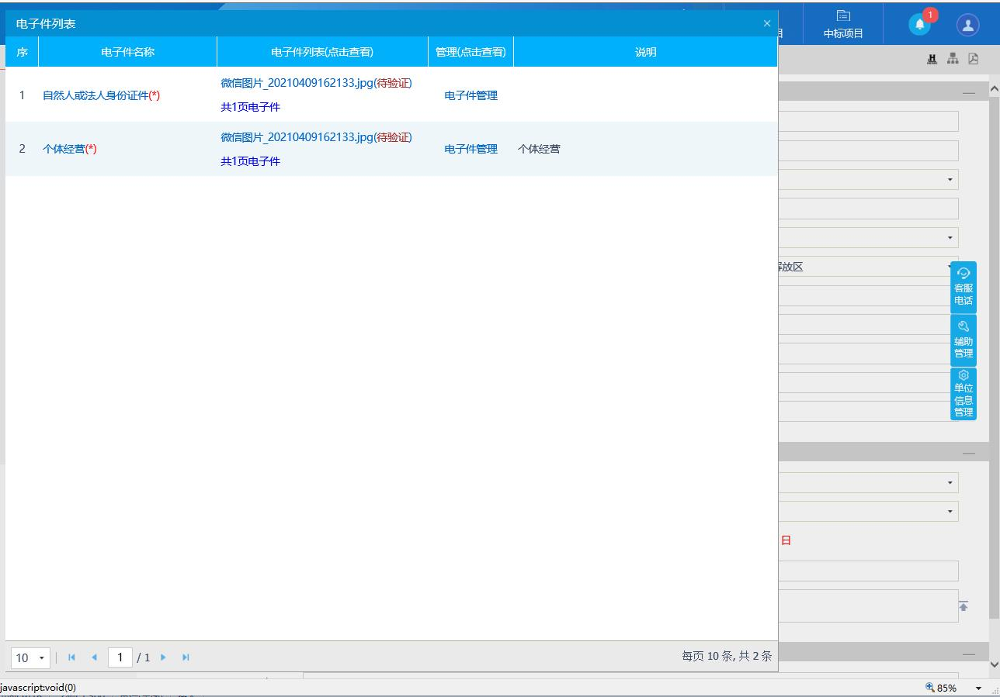 电子件列表
中标项目
1
序
电子件名称
电子件列表(点击查看)
管理(点击查看)
说明
1
自然人或法人身份证件(*)
微信图片_20210409162133.jpg(待验证)
共1页电子件
电子件管理
2
个体经营(*)
微信图片_20210409162133.jpg(待验证)
共1页电子件
电子件管理
个体经营
放区
客服
电话
辅助
管理
单位
信息
管理
日
10
1
/ 1
每页 10 条, 共 2 条
javascript:void(0)
85%